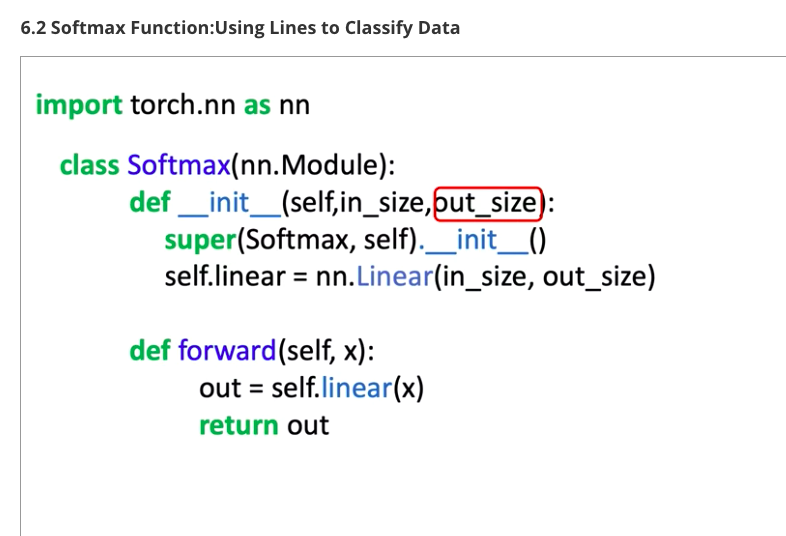 6.2 Softmax Function:Using Lines to Classify Data
import torch.nn as nn
class Softmax(nn.Module):
def __init__(self,in_size,out_size):
super(Softmax, self).__init__()
self.linear = nn.Linear(in_size, out_size)
def forward(self, x):
out = self.linear(x)
return out